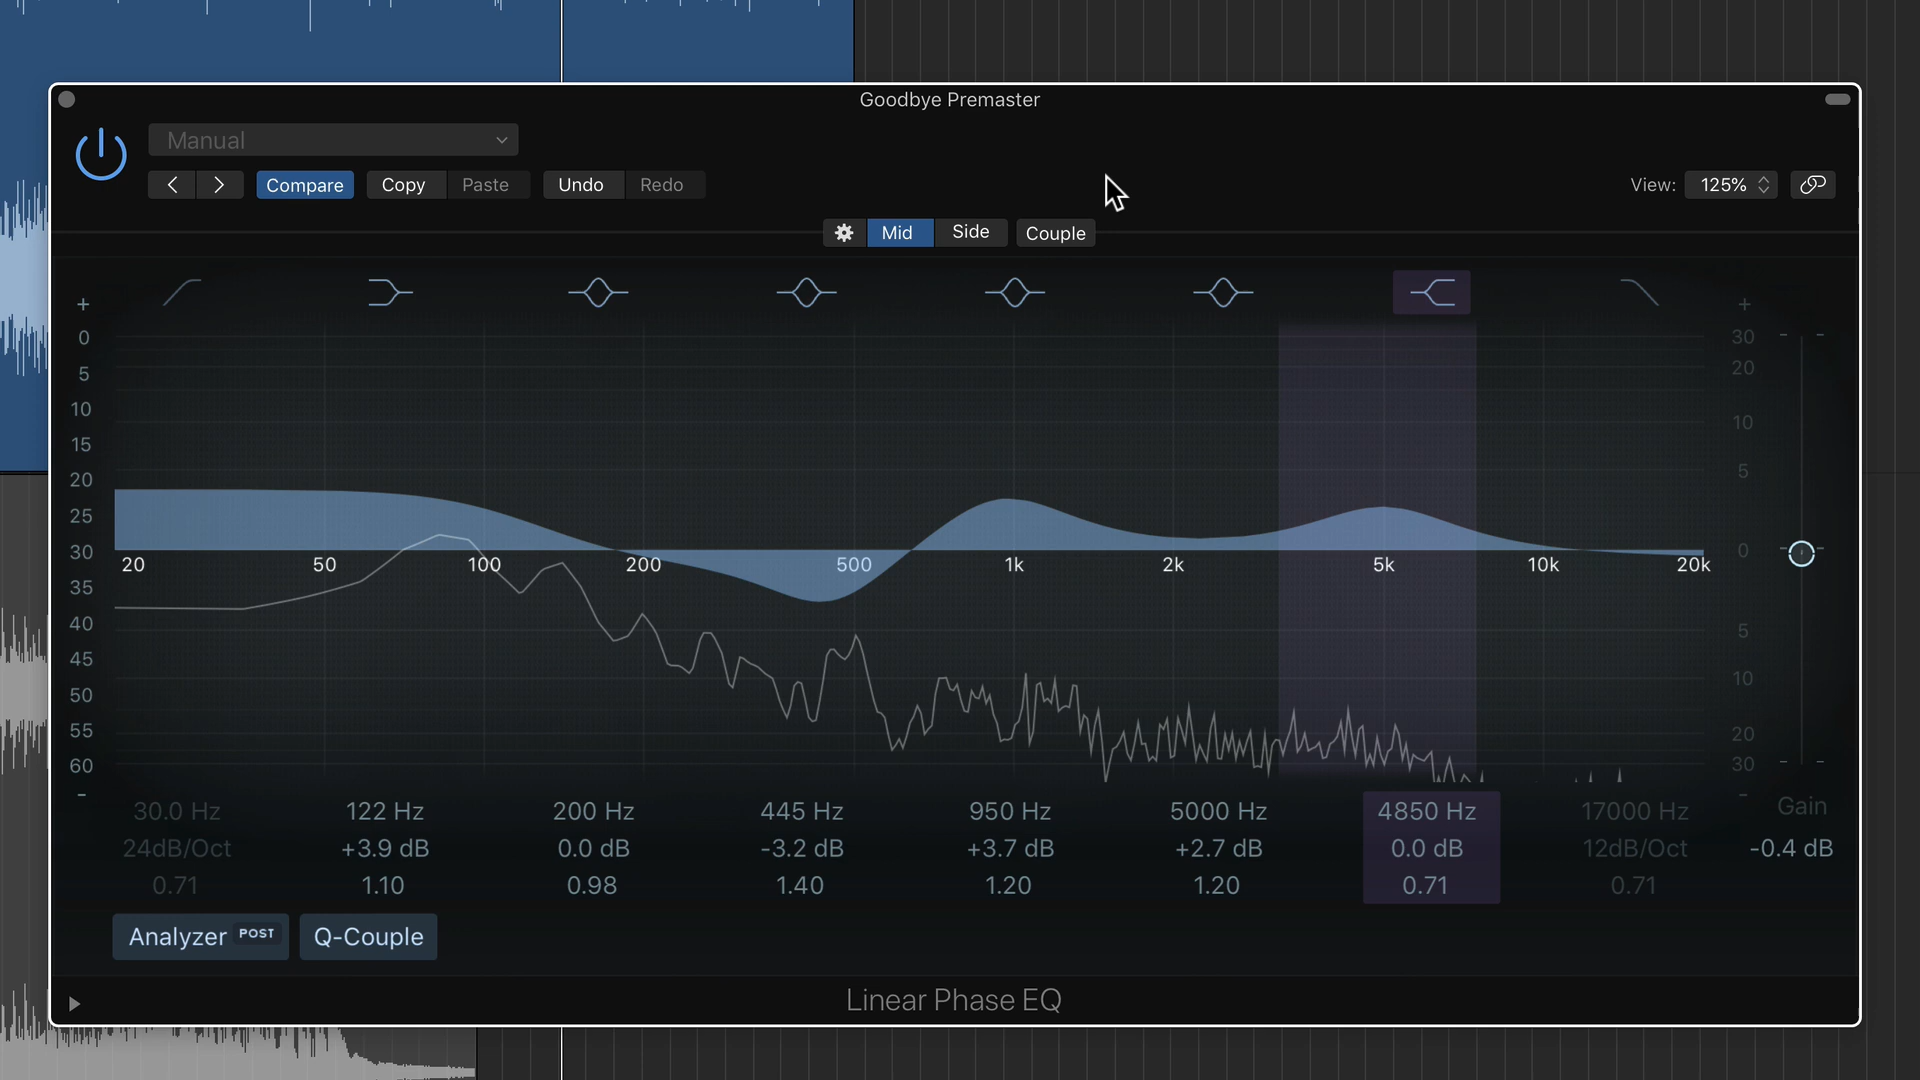 Goodbye Premaster
Manual
Compare Copy Paste Undo Redo View: 125%
Mid Side Couple
+ +
0 30
5 20
10 10
15
20 5
25
30 0
20 50 100 200 500 1k 2k 5k 10k 20k
35
40 5
45
50 10
55 20
60 30
- -
30.0 Hz 122 Hz 200 Hz 445 Hz 950 Hz 5000 Hz 4850 Hz 17000 Hz Gain
24dB/Oct +3.9 dB 0.0 dB -3.2 dB +3.7 dB +2.7 dB 0.0 dB 12dB/Oct -0.4 dB
0.71 1.10 0.98 1.40 1.20 1.20 0.71 0.71
Analyzer POST Q-Couple
Linear Phase EQ